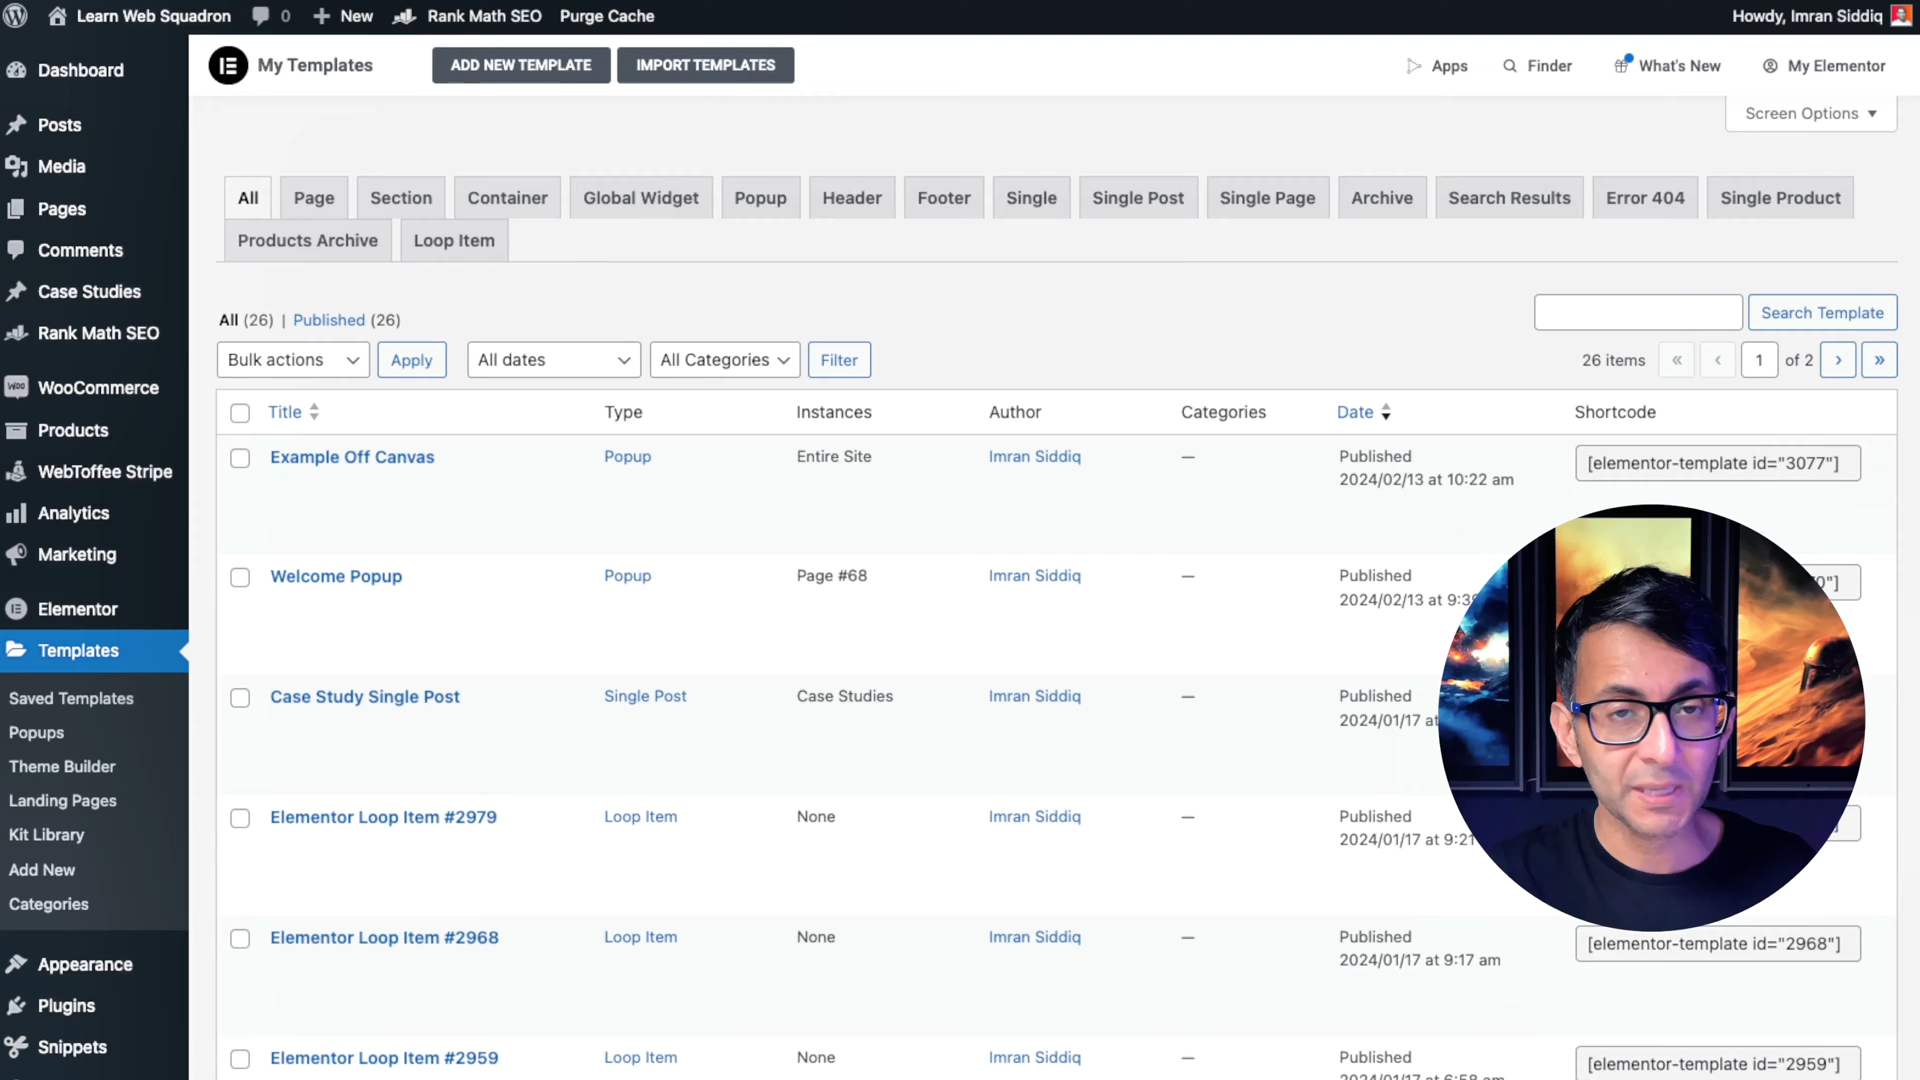 Learn Web Squadron 0 New Rank Math SEO Purge Cache Howdy, Imran Siddiq
My Templates ADD NEW TEMPLATE IMPORT TEMPLATES Apps Finder What's New My Elementor
Screen Options
Dashboard
Posts
Media
Pages
Comments
Case Studies
Rank Math SEO
WooCommerce
Products
WebToffee Stripe
Analytics
Marketing
Elementor
Templates
Saved Templates
Popups
Theme Builder
Landing Pages
Kit Library
Add New
Categories
Appearance
Plugins
Snippets
All Page Section Container Global Widget Popup Header Footer Single Single Post Single Page Archive Search Results Error 404 Single Product
Products Archive Loop Item
All (26) | Published (26)
Search Template
Bulk actions Apply All dates All Categories Filter 26 items « ‹ 1 of 2 › »
Title Type Instances Author Categories Date Shortcode
Example Off Canvas Popup Entire Site Imran Siddiq — Published [elementor-template id="3077"]
2024/02/13 at 10:22 am
Welcome Popup Popup Page #68 Imran Siddiq — Published
2024/02/13 at
Case Study Single Post Single Post Case Studies Imran Siddiq — Published
2024/01/17 at
Elementor Loop Item #2979 Loop Item None Imran Siddiq — Published
2024/01/17 at 9:21
Elementor Loop Item #2968 Loop Item None Imran Siddiq — Published [elementor-template id="2968"]
2024/01/17 at 9:17 am
Elementor Loop Item #2959 Loop Item None Imran Siddiq — Published [elementor-template id="2959"]
2024/01/17 at 6:58 am